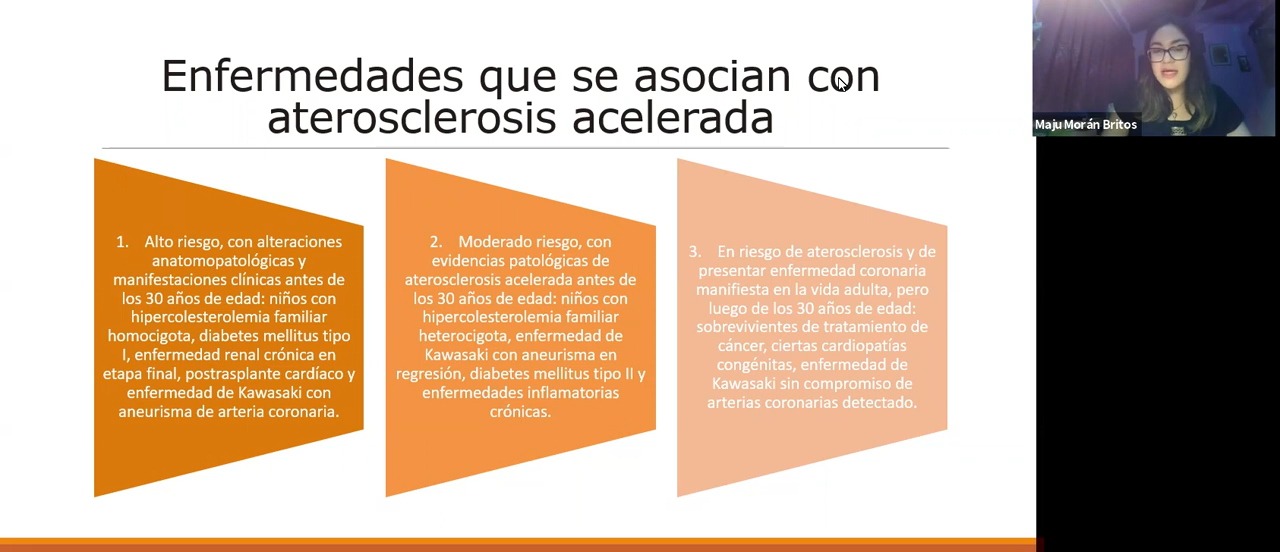 Enfermedades que se asocian con
aterosclerosis acelerada
1. Alto riesgo, con alteraciones
anatomopatológicas y
manifestaciones clínicas antes de
los 30 años de edad: niños con
hipercolesterolemia familiar
homocigota, diabetes mellitus tipo
I, enfermedad renal crónica en
etapa final, postrasplante cardíaco y
enfermedad de Kawasaki con
aneurisma de arteria coronaria.
2. Moderado riesgo, con
evidencias patológicas de
aterosclerosis acelerada antes de
los 30 años de edad: niños con
hipercolesterolemia familiar
heterocigota, enfermedad de
Kawasaki con aneurisma en
regresión, diabetes mellitus tipo II y
enfermedades inflamatorias
crónicas.
3. En riesgo de aterosclerosis y de
presentar enfermedad coronaria
manifiesta en la vida adulta, pero
luego de los 30 años de edad:
sobrevivientes de tratamiento de
cáncer, ciertas cardiopatías
congénitas, enfermedad de
Kawasaki sin compromiso de
arterias coronarias detectado.
Maju Morán Britos